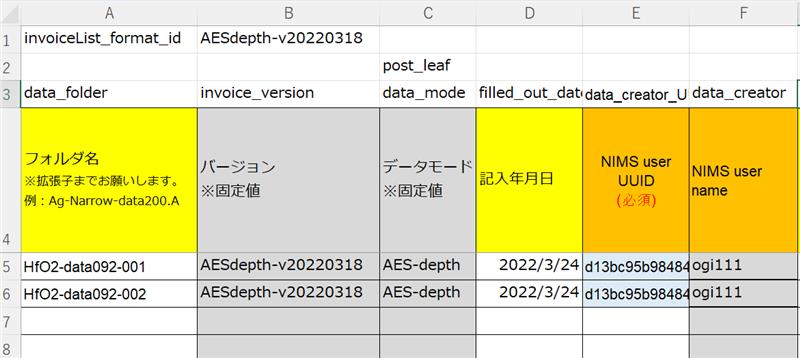 A B C D E F
1 invoiceList_format_id AESdepth-v20220318
2 post_leaf
3 data_folder invoice_version data_mode filled_out_date data_creator_U data_creator
フォルダ名
※拡張子までお願いします。
例：Ag-Narrow-data200.A
バージョン
※固定値
データモード
※固定値
記入年月日
NIMS user
UUID
(必須)
NIMS user
name
4
5 HfO2-data092-001 AESdepth-v20220318 AES-depth 2022/3/24 d13bc95b98484 ogi111
6 HfO2-data092-002 AESdepth-v20220318 AES-depth 2022/3/24 d13bc95b98484 ogi111
7
8